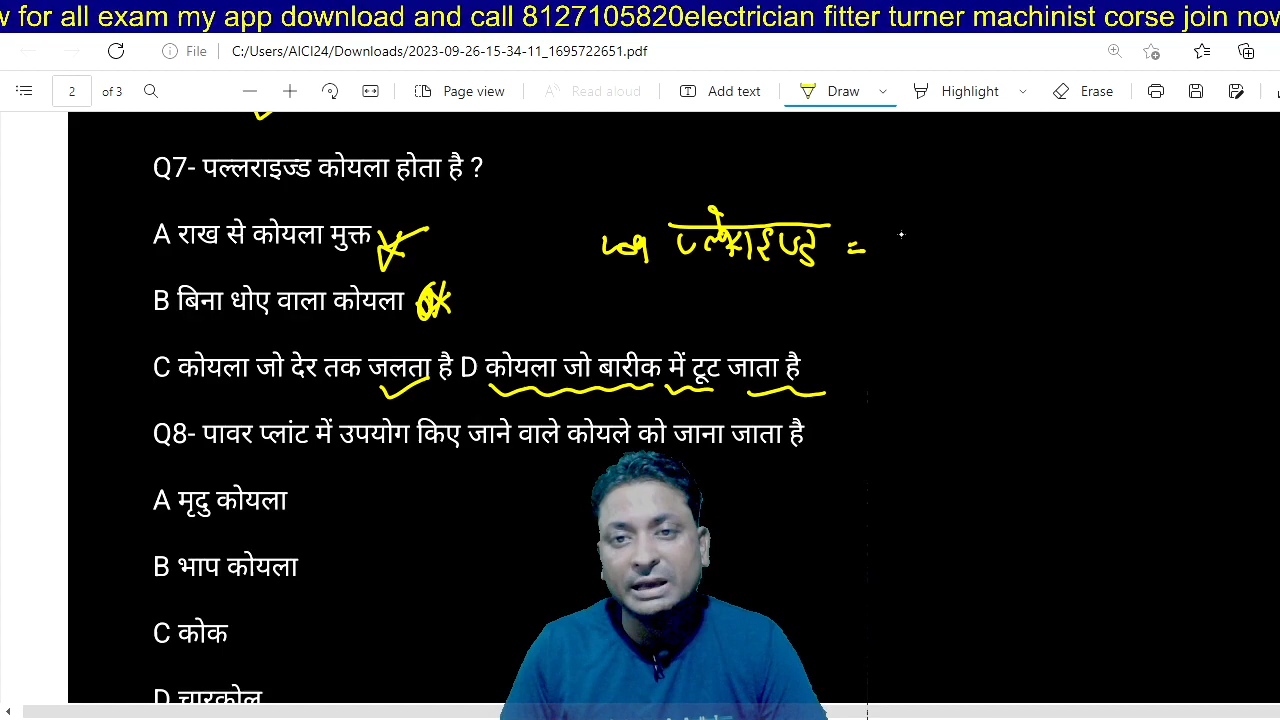 w for all exam my app download and call 8127105820electrician fitter turner machinist corse join now
File C:/Users/AICI24/Downloads/2023-09-26-15-34-11_1695722651.pdf
2 of 3 Page view Read aloud Add text Draw Highlight Erase
Q7- पल्लराइज्ड कोयला होता है ?
A राख से कोयला मुक्त
B बिना धोए वाला कोयला
C कोयला जो देर तक जलता है D कोयला जो बारीक में टूट जाता है
Q8- पावर प्लांट में उपयोग किए जाने वाले कोयले को जाना जाता है
A मृदु कोयला
B भाप कोयला
C कोक
D चारकोल